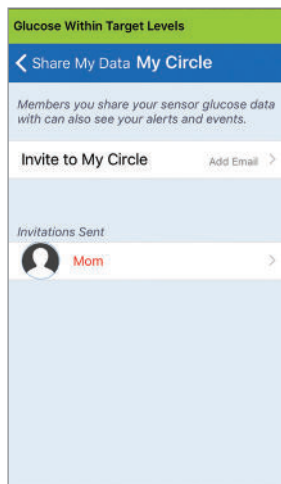 Glucose Within Target Levels
Share My Data My Circle
Members you share your sensor glucose data
with can also see your alerts and events.
Invite to My Circle Add Email
Invitations Sent
Mom